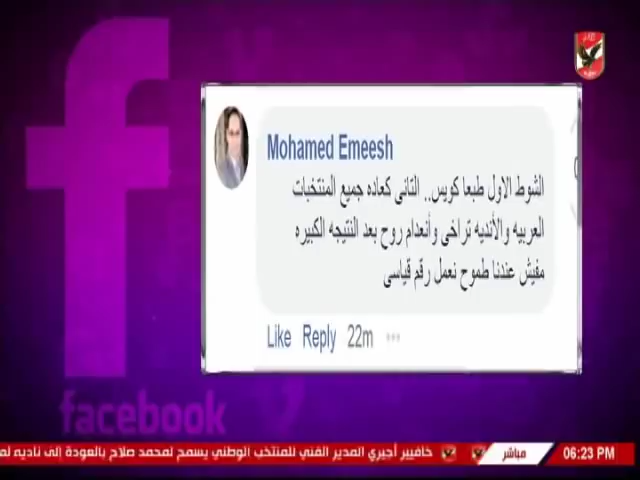 Mohamed Emeesh
الشوط الاول طبعا كويس.. التانى كعاده جميع المنتخبات
العربيه والأنديه تراخى وأنعدام روح بعد النتيجه الكبيره
مفيش عندنا طموح نعمل رقم قياسى
Like Reply 22m
facebook
06:23 PM مباشر خافيير أجيري المدير الفني للمنتخب الوطني يسمح لمحمد صلاح بالعودة إلى ناديه